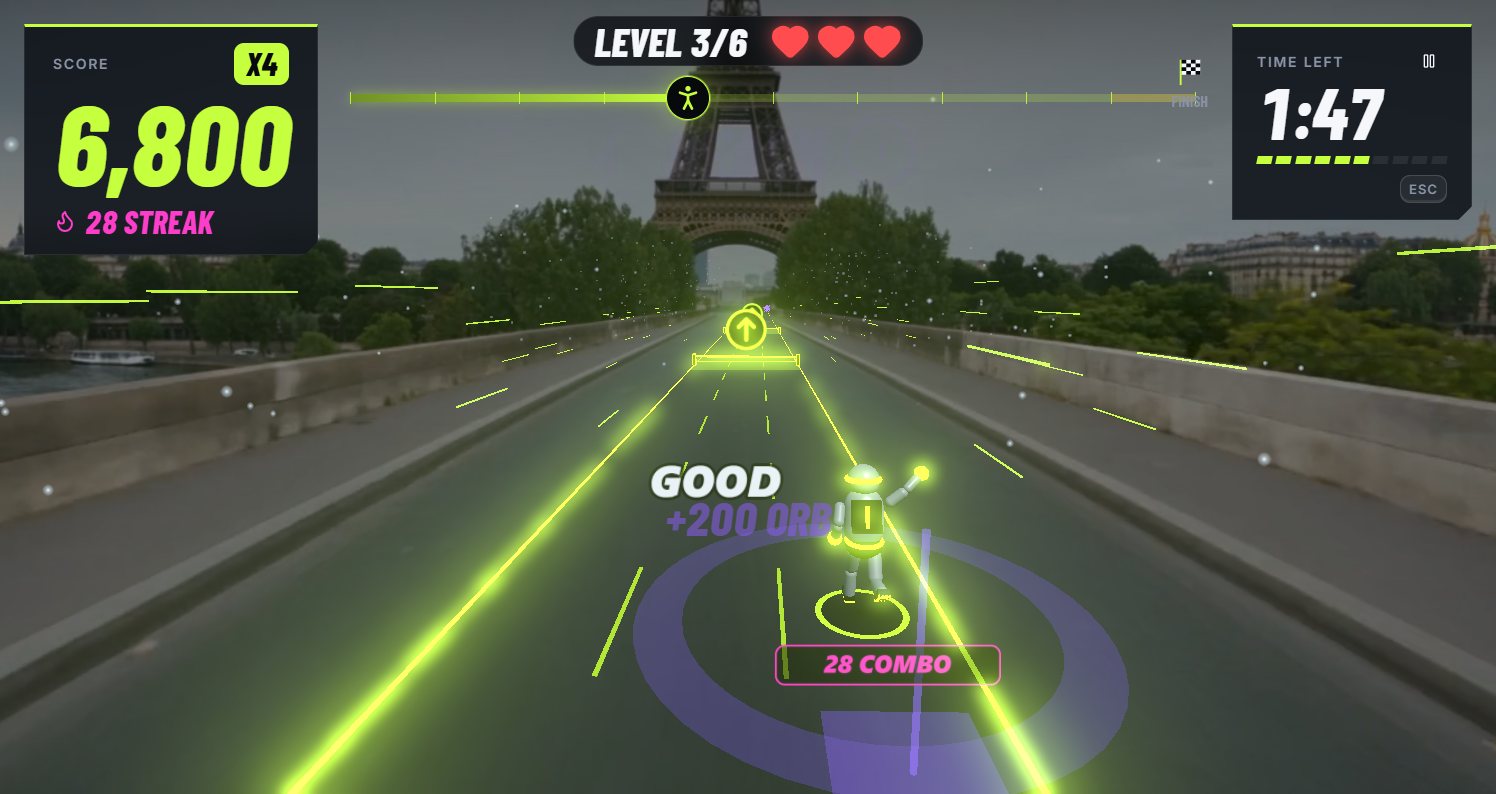 SCORE
X4
6,800
28 STREAK
LEVEL 3/6
FINISH
TIME LEFT
1:47
ESC
GOOD
+200 ORB
28 COMBO